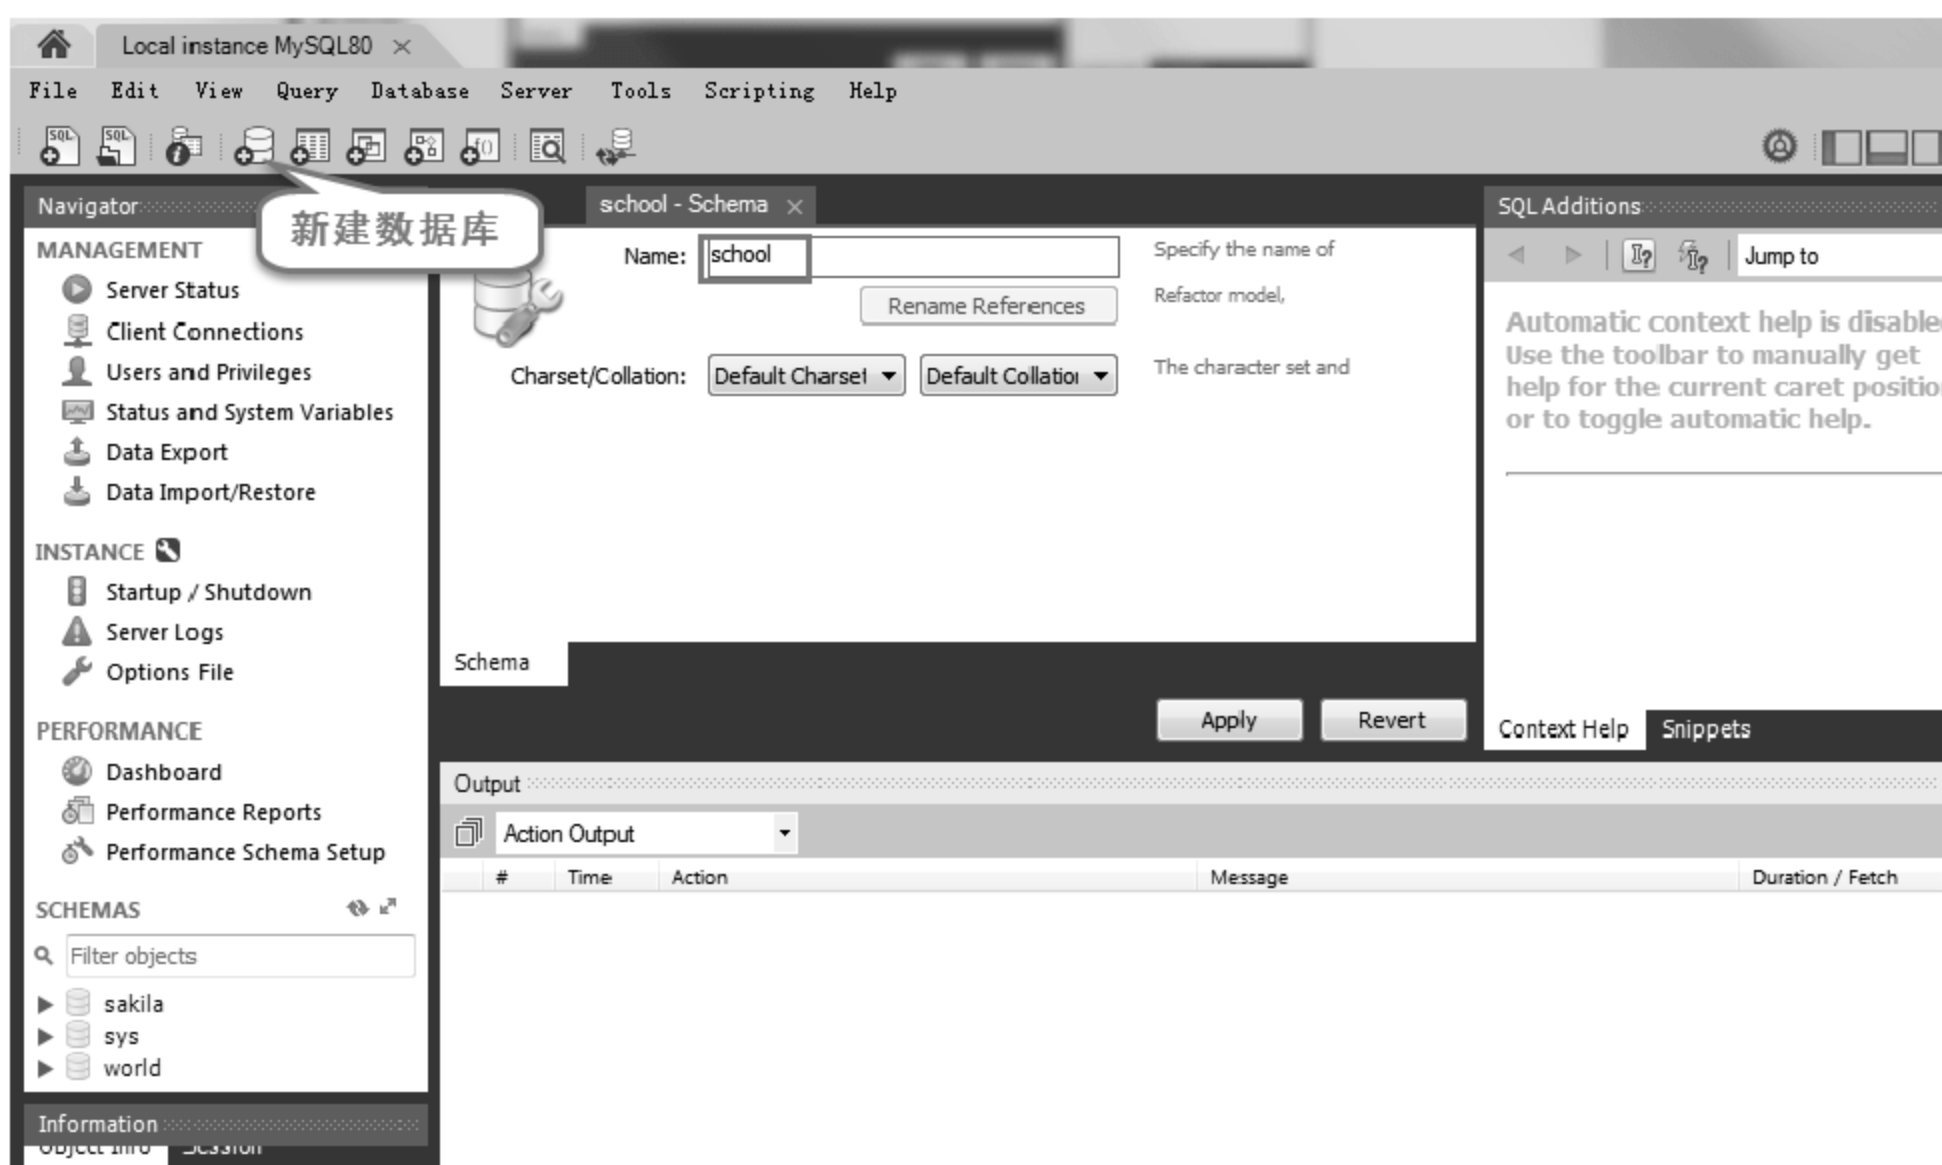 Local instance MySQL80
File Edit View Query Database Server Tools Scripting Help
SQL SQL
新建数据库
Navigator
MANAGEMENT
Server Status
Client Connections
Users and Privileges
Status and System Variables
Data Export
Data Import/Restore
INSTANCE
Startup / Shutdown
Server Logs
Options File
PERFORMANCE
Dashboard
Performance Reports
Performance Schema Setup
SCHEMAS
Filter objects
sakila
sys
world
Information
Object Info Session
school - Schema
Name: school
Specify the name of
Rename References
Refactor model,
Charset/Collation: Default Charset Default Collation
The character set and
Schema
Apply Revert
SQL Additions
Jump to
Automatic context help is disabled
Use the toolbar to manually get
help for the current caret position
or to toggle automatic help.
Context Help Snippets
Output
Action Output
# Time Action Message Duration / Fetch